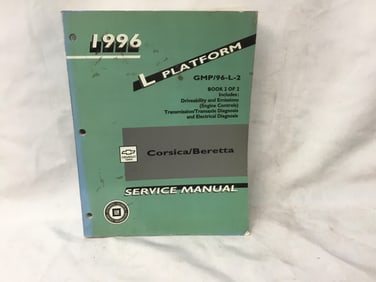 1996
L PLATFORM
GMP/96-L-2
BOOK 2 OF 2
Includes:
Driveability and Emissions
(Engine Controls)
Transmission/Transaxle Diagnosis
and Electrical Diagnosis
Corsica/Beretta
SERVICE MANUAL